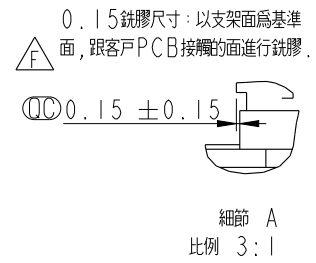 0.15銑膠尺寸:以支架面爲基準
面,跟客戸PCB接觸的面進行銑膠.
F
QC 0.15 ±0.15
細節 A
比例 3:1